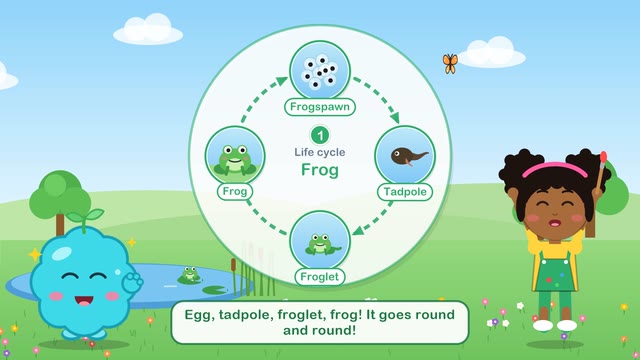 Frogspawn
1
Life cycle
Frog
Frog
Tadpole
Froglet
Egg, tadpole, froglet, frog! It goes round
and round!